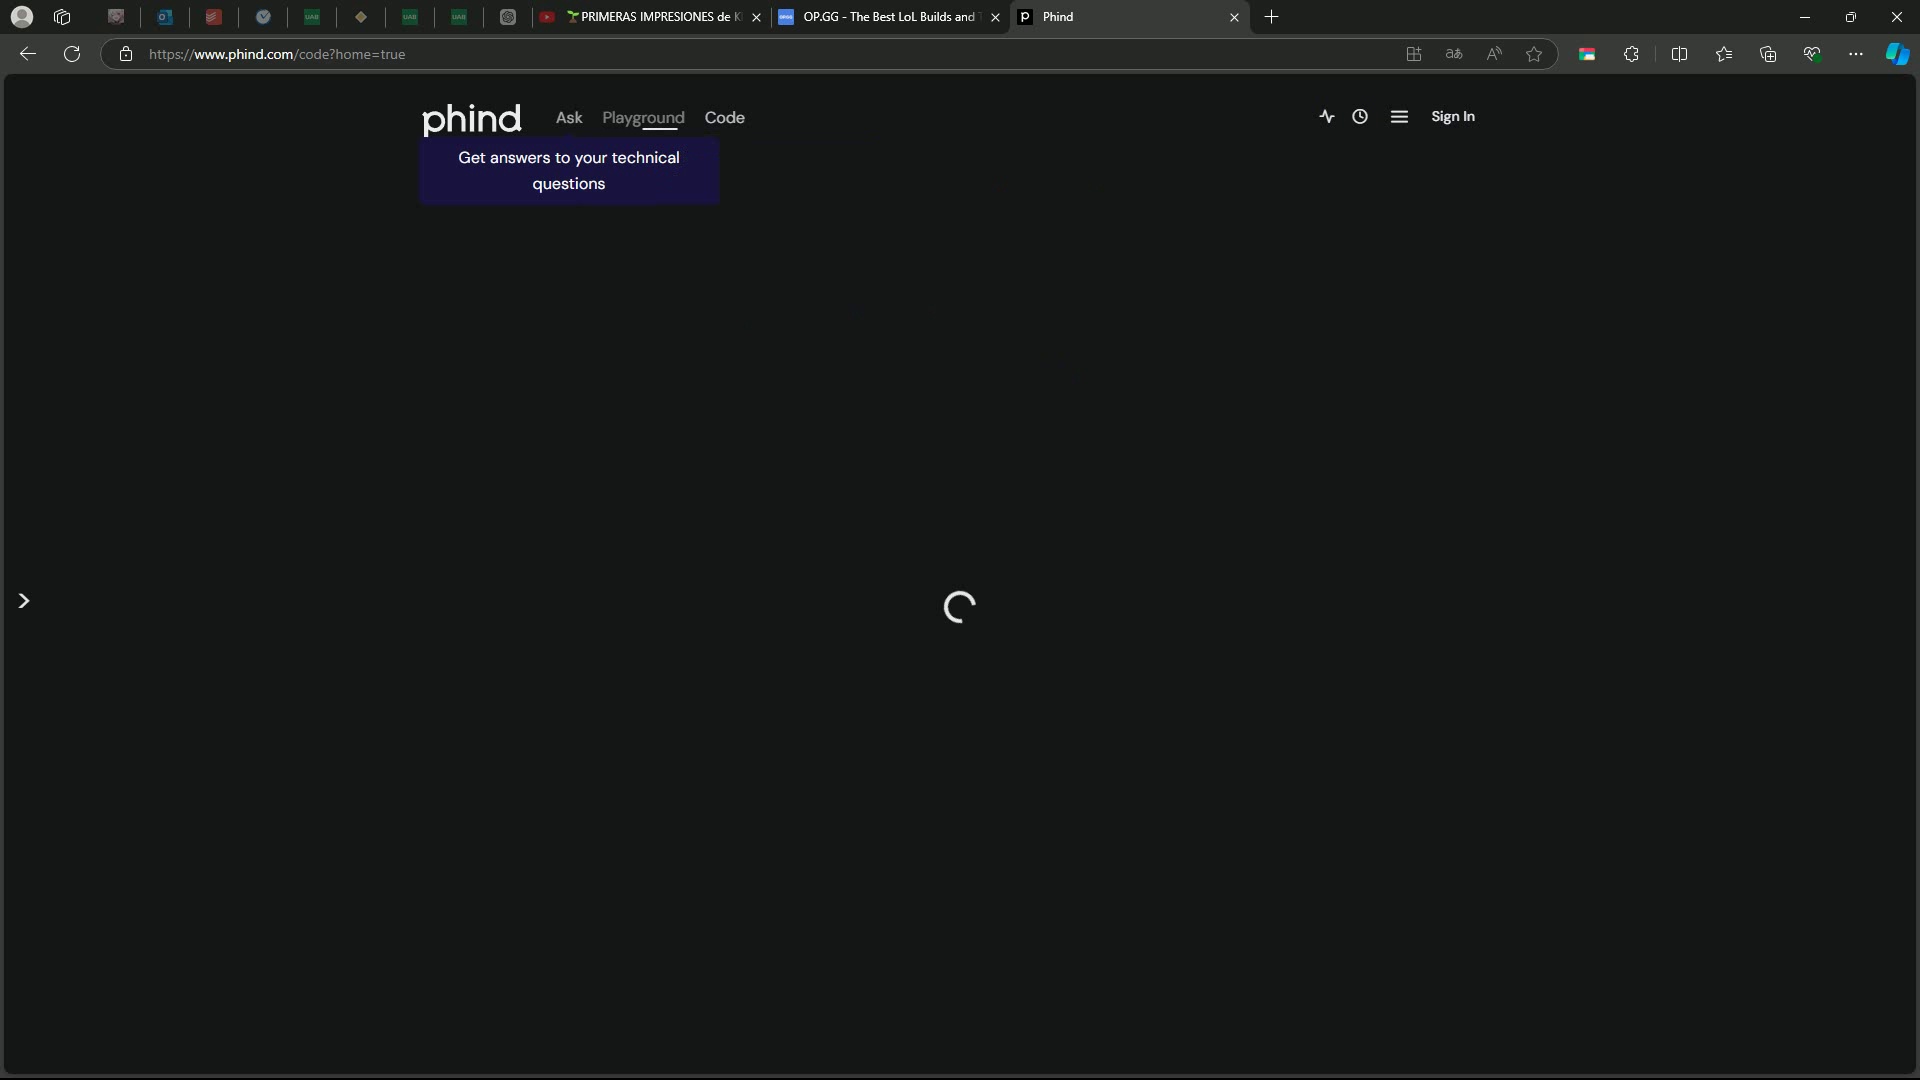 🌱PRIMERAS IMPRESIONES de K
OP.GG - The Best LoL Builds and T
Phind
https://www.phind.com/code?home=true
phind
Ask
Playground
Code
Sign In
Get answers to your technical
questions